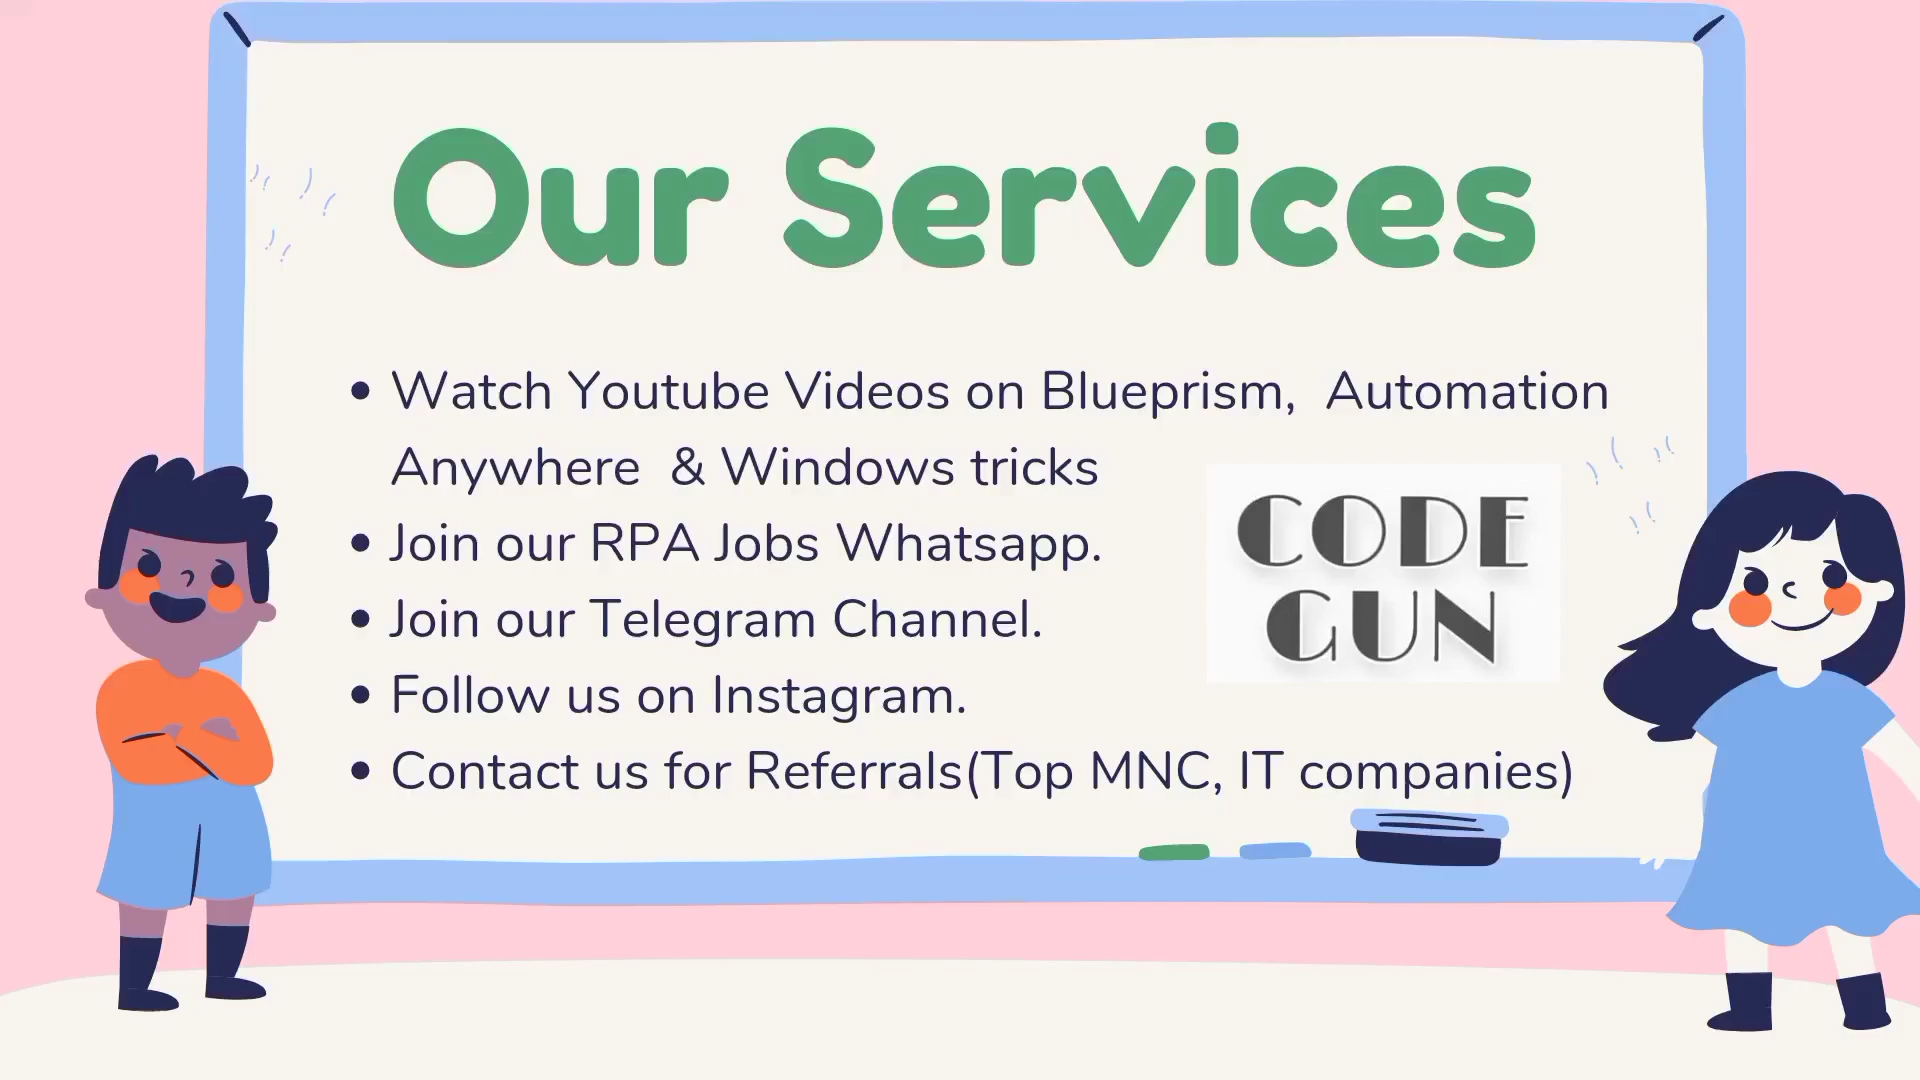 Our Services
• Watch Youtube Videos on Blueprism, Automation
Anywhere & Windows tricks
• Join our RPA Jobs Whatsapp.
• Join our Telegram Channel.
• Follow us on Instagram.
• Contact us for Referrals(Top MNC, IT companies)
CODE
GUN